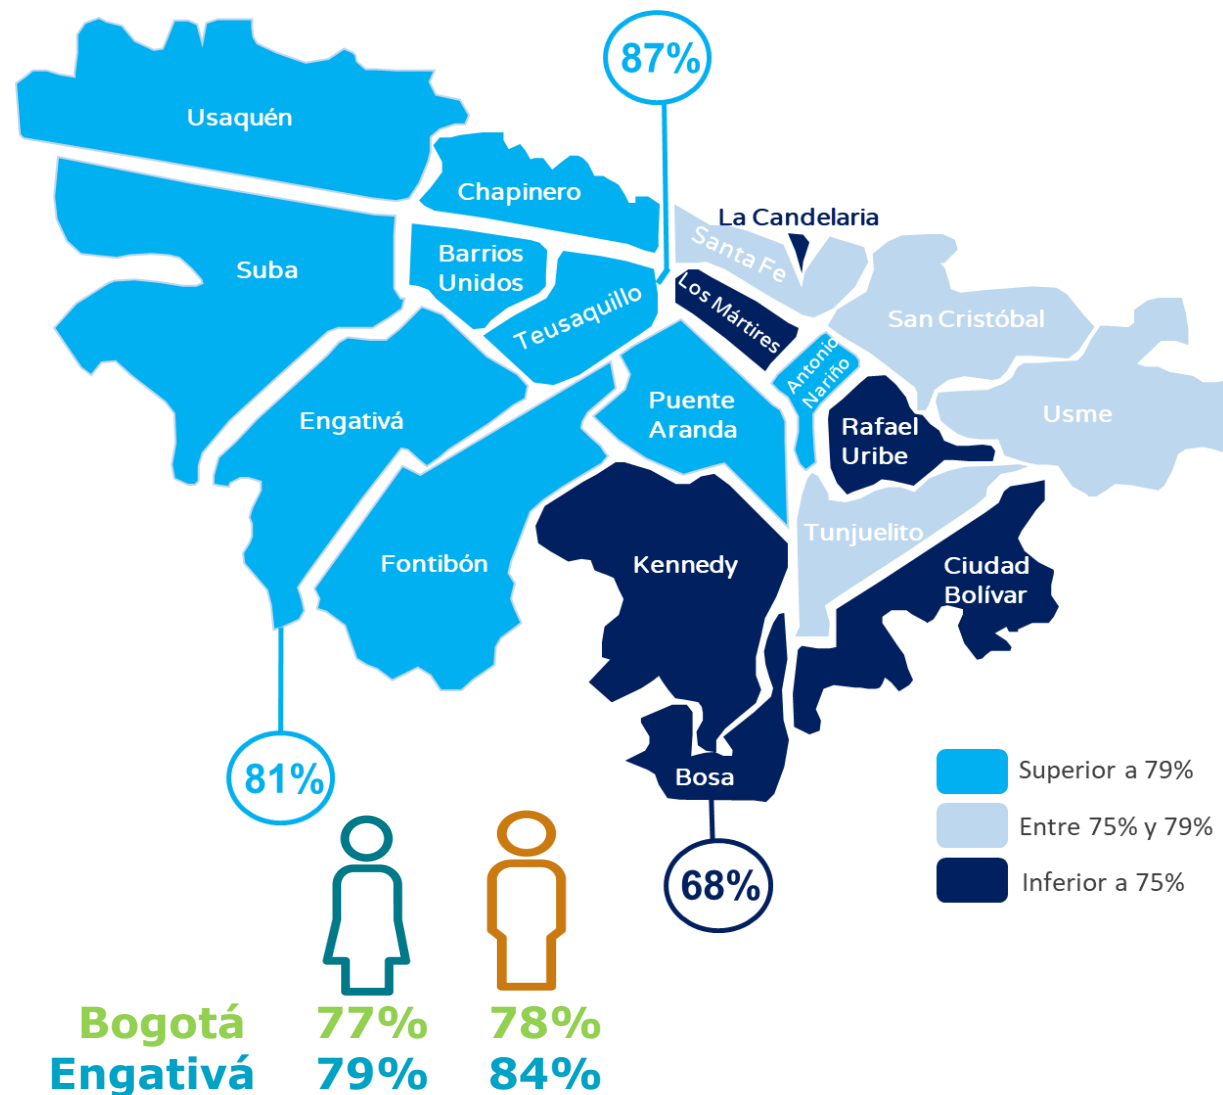 87%
Usaquén
Chapinero
La Candelaria
Santa Fe
Barrios
Unidos
Suba
Teusaquillo
Los Mártires
San Cristóbal
Antonio
Nariño
Puente
Aranda
Engativá
Usme
Rafael
Uribe
Tunjuelito
Fontibón
Kennedy
Ciudad
Bolívar
Bosa
81%
68%
Superior a 79%
Entre 75% y 79%
Inferior a 75%
Bogotá 77% 78%
Engativá 79% 84%